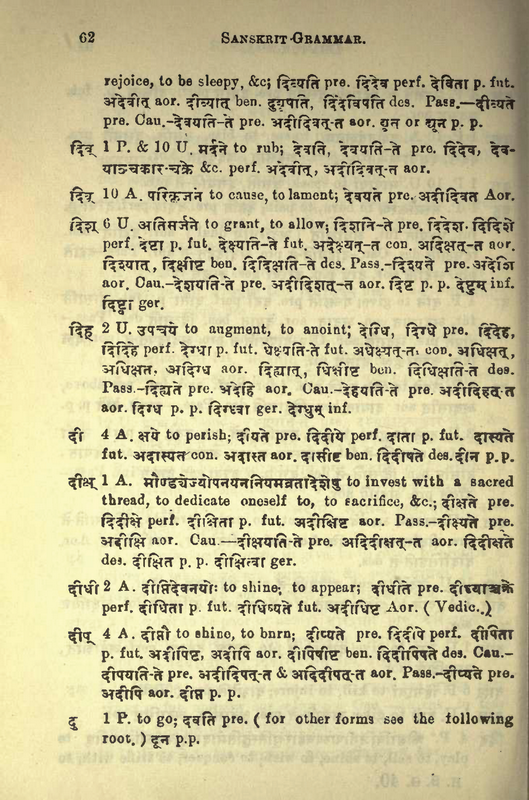 62 SANSKRIT-GRAMMAR.
rejoice, to be sleepy, &c; दिव्यति pre. दिदेव perf. देविता p. fut.
अदेवीत् aor. दीव्यात् ben. दुद्यूषति, दिदेविषति des. Pass.—दीव्यते
pre. Cau.–देवयति-ते pre. अदीदिवत्-त aor. द्यून or द्यूत p. p.
दिव् 1 P. & 10 U. मर्दने to rub; देवति, देवयति-ते pre. दिदेव, देव-
याञ्चकार-चक्रे &c. perf. अदेवीत्, अदीदिवत्-त aor.
दिव् 10 A. परिकूजने to cause, to lament; देवयते pre. अदीदिवत Aor.
दिश् 6 U. अतिसर्जने to grant, to allow; दिशति-ते pre. दिदेश-दिदिशे
perf. देष्टा p. fut. देक्ष्यति-ते fut. अदेक्ष्यत्-त con. अदिक्षत्-त aor.
दिश्यात्, दिक्षीष्ट ben. दिदिक्षति-ते des. Pass.-दिश्यते pre. अदेशि
aor. Cau.–देशयति-ते pre. अदीदिशत्-त aor. दिष्ट p. p. देष्टुम् inf.
दिष्ट्वा ger.
दिह् 2 U. उपचये to augment, to anoint; देग्धि, दिग्धे pre. दिदेह,
दिदिहे perf. देग्धा p. fut. धेक्ष्यति-ते fut. अधेक्ष्यत्-त. con. अधिक्षत्,
अधिक्षत, अदिग्ध aor. दिह्यात्, धिक्षीष्ट ben. दिधिक्षति-ते des.
Pass.–दिह्यते pre. अदेहि aor. Cau.–देहयति-ते pre. अदीदिहत्-त
aor. दिग्ध p. p. दिग्ध्वा ger. देग्धुम् inf.
दी 4 A. क्षये to perish; दीयते pre. दिदीये perf. दाता p. fut. दास्यते
fut. अदास्यत con. अदास्त aor. दासीष्ट ben. दिदीषते des. दीन p. p.
दीक्ष् 1 A. मौण्डचेज्योपनयननियमव्रतादेशेषु to invest with a sacred
thread, to dedicate oneself to, to sacrifice, &c.; दीक्षते pre.
दिदीक्षे perf. दीक्षिता p. fut. अदीक्षिष्ट aor. Pass.–दीक्ष्यते pre.
अदीक्षि aor. Cau.—दीक्षयति-ते pre. अदिदीक्षत्-त aor. दिदीक्षते
des. दीक्षित p. p. दीक्षित्वा ger.
दीधी 2 A. दीप्तिदेवनयोः to shine, to appear; दीधीते pre. दीध्याञ्चक्रे
perf. दीधिता p. fut. दीधिष्यते fut. अदीधिष्ट Aor. ( Vedic.,)
दीप् 4 A. दीप्तौ to shine, to bnrn; दीप्यते pre. दिदीपे perf. दीपिता
p. fut. अदीपिष्ट, अदीपि aor. दीपिषीष्ट ben. दिदीपिषते des. Cau.–
दीपयति-ते pre. अदीदिपत्-त & अदिदीपत्-त aor. Pass.–दीप्यते pre.
अदीपि aor. दीप्त p. p.
दु 1 P. to go; दवति pre. ( for other forms see the following
root. ) दून p.p.